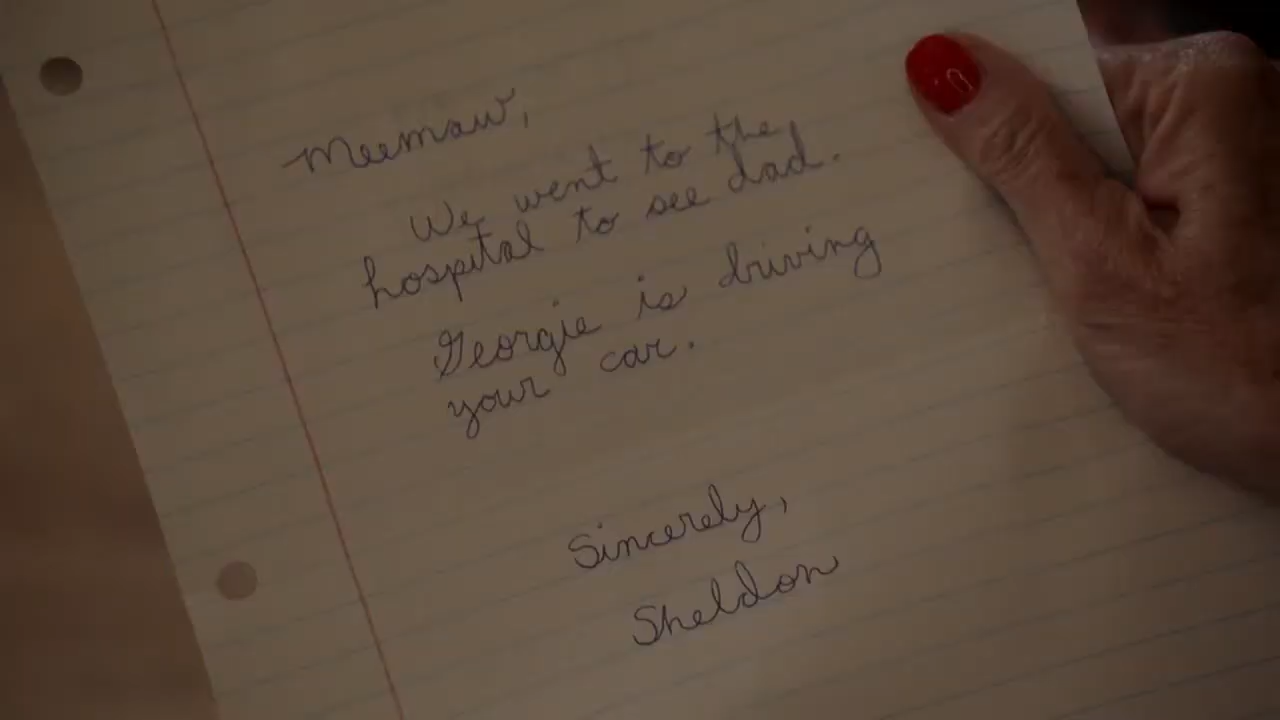 Meemaw,
We went to the
hospital to see dad.
Georgie is driving
your car.
Sincerely,
Sheldon